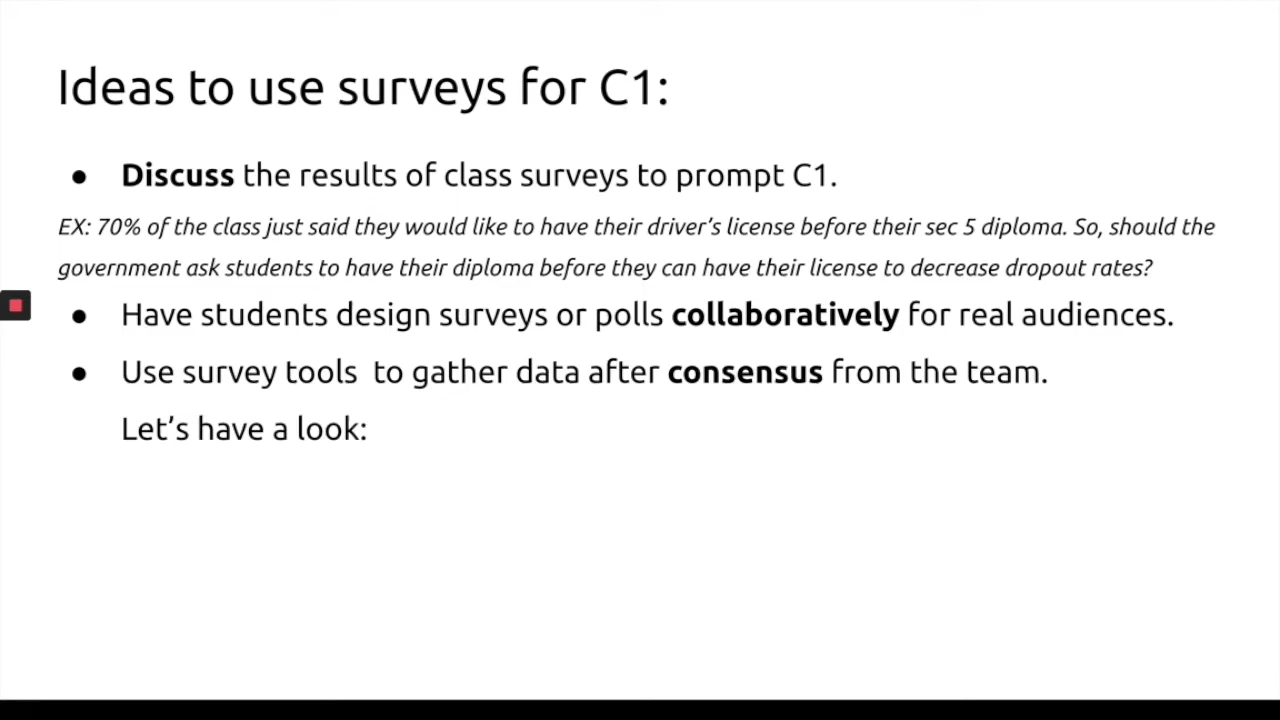 Ideas to use surveys for C1:
● Discuss the results of class surveys to prompt C1.
EX: 70% of the class just said they would like to have their driver’s license before their sec 5 diploma. So, should the
government ask students to have their diploma before they can have their license to decrease dropout rates?
● Have students design surveys or polls collaboratively for real audiences.
● Use survey tools  to gather data after consensus from the team.
Let’s have a look: